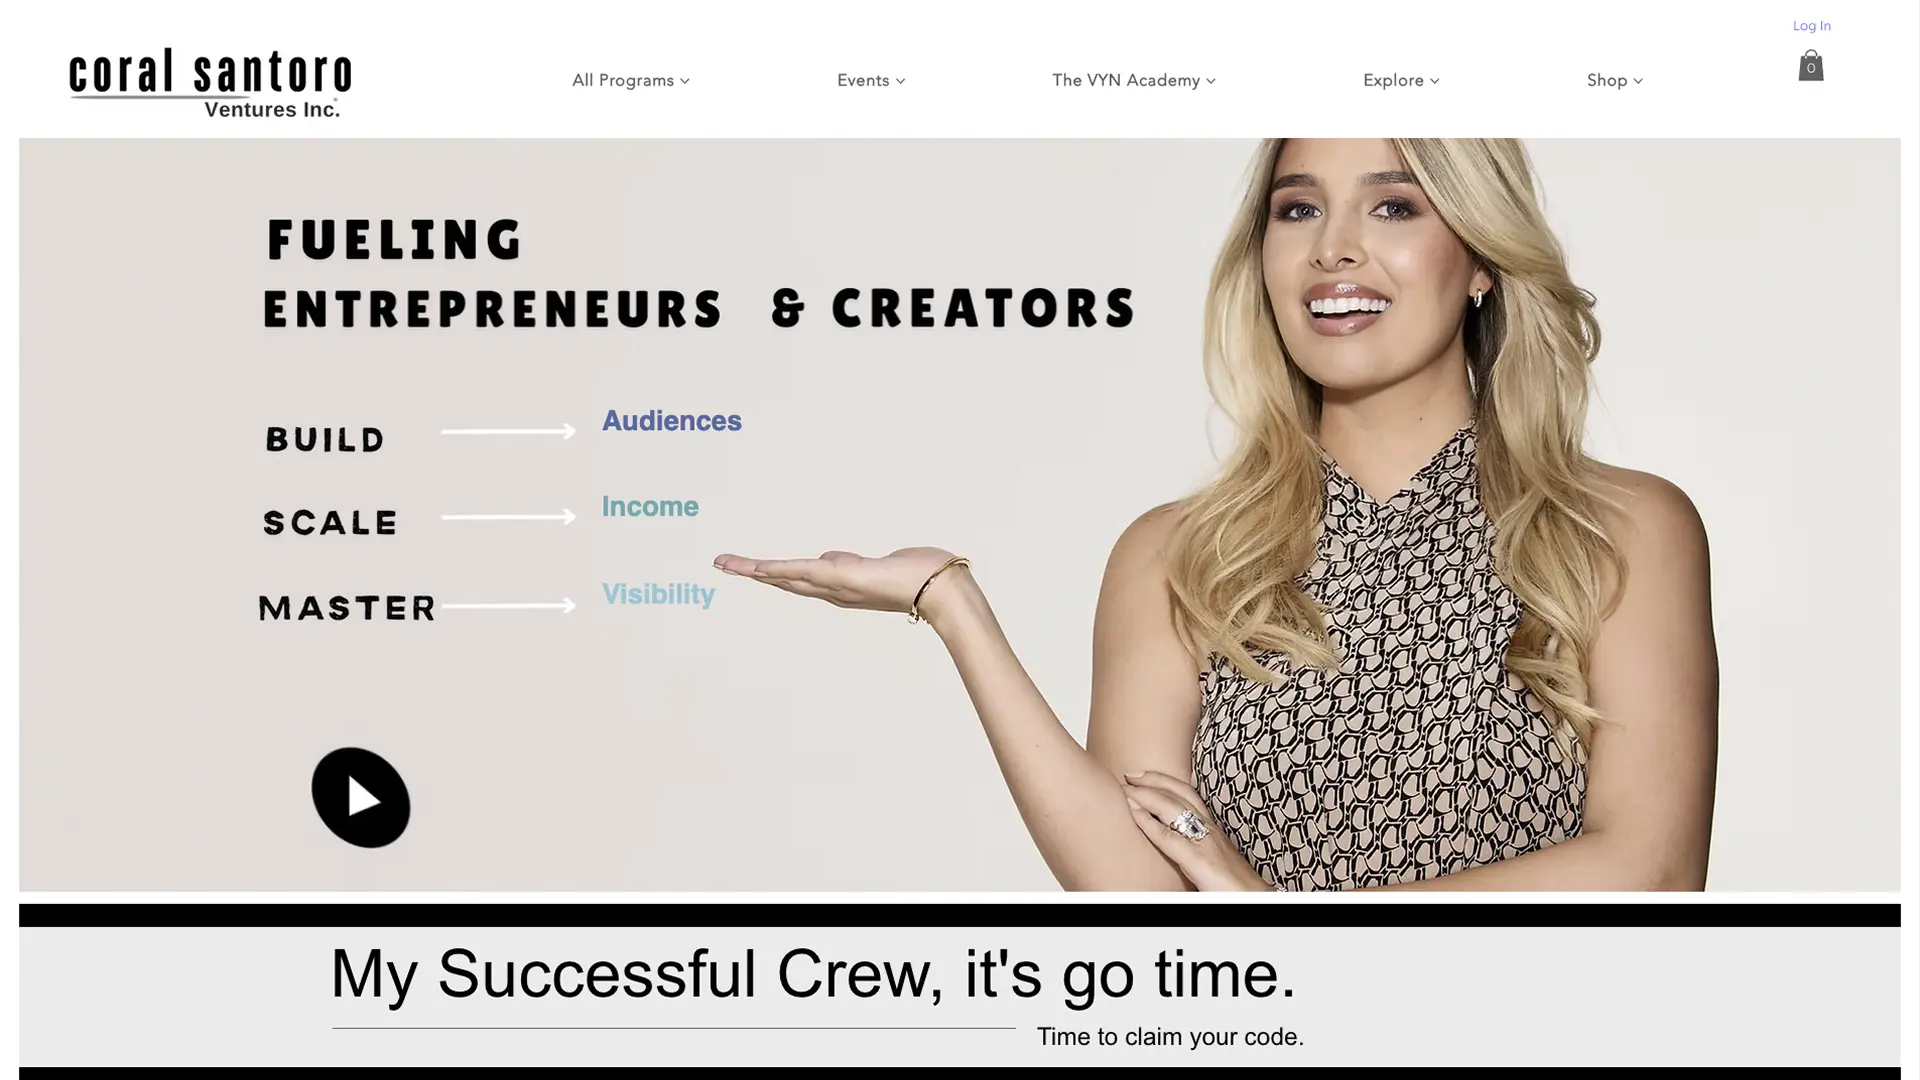 Log In
coral santoro
Ventures Inc.
All Programs
Events
The VYN Academy
Explore
Shop
0
FUELING
ENTREPRENEURS & CREATORS
BUILD
Audiences
SCALE
Income
MASTER
Visibility
My Successful Crew, it's go time.
Time to claim your code.